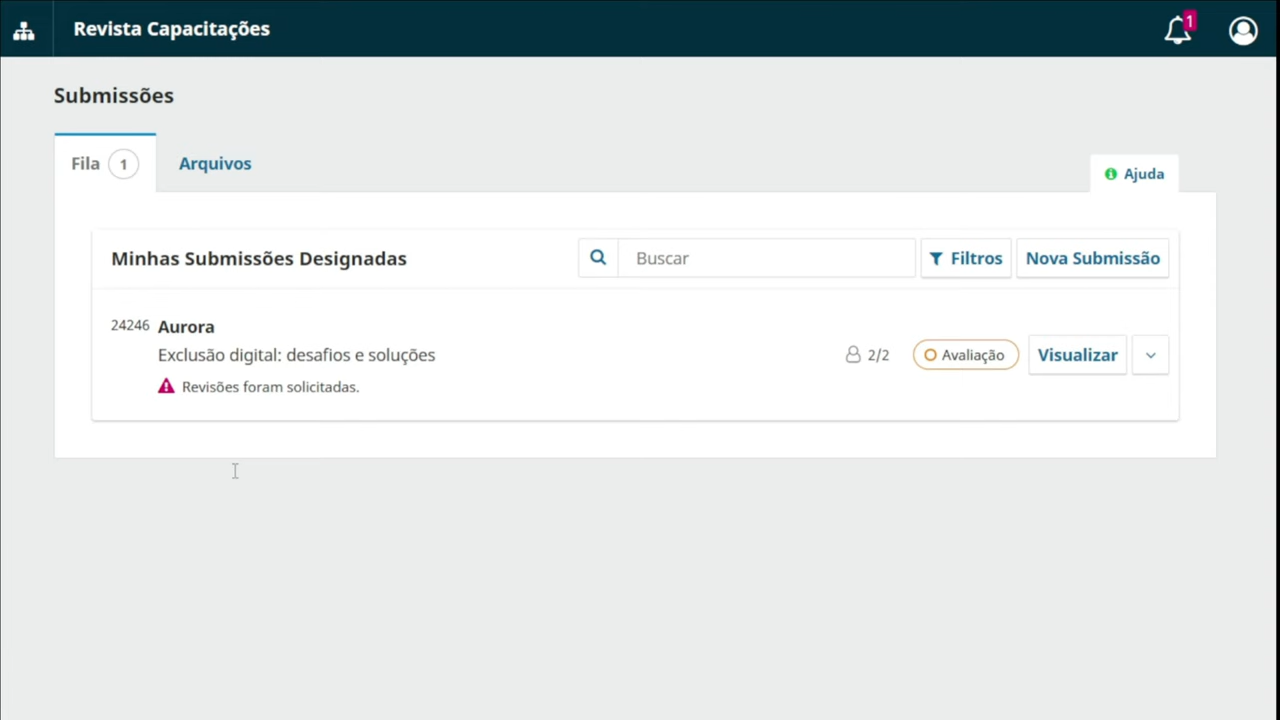 Revista Capacitações
1
Submissões
Fila 1
Arquivos
Ajuda
Minhas Submissões Designadas
Buscar
Filtros
Nova Submissão
24246 Aurora
Exclusão digital: desafios e soluções
2/2
Avaliação
Visualizar
Revisões foram solicitadas.